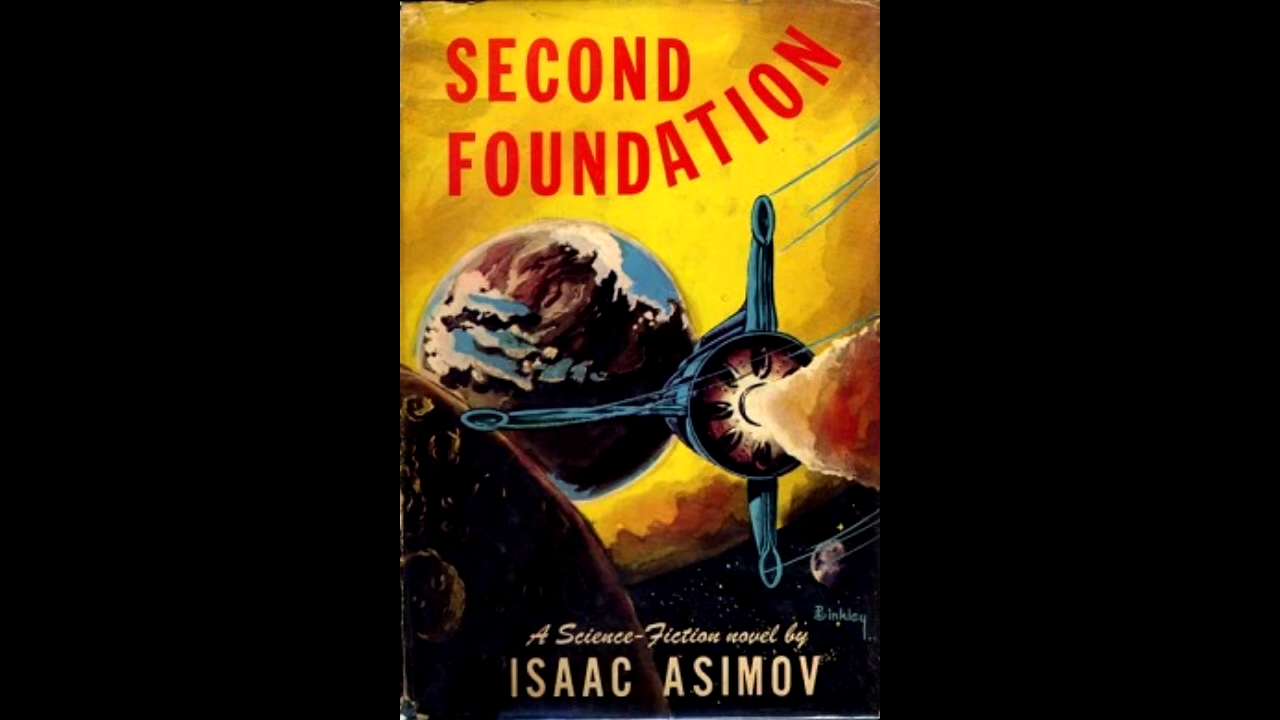 SECOND
FOUNDATION
Binkley
A Science-Fiction novel by
ISAAC ASIMOV